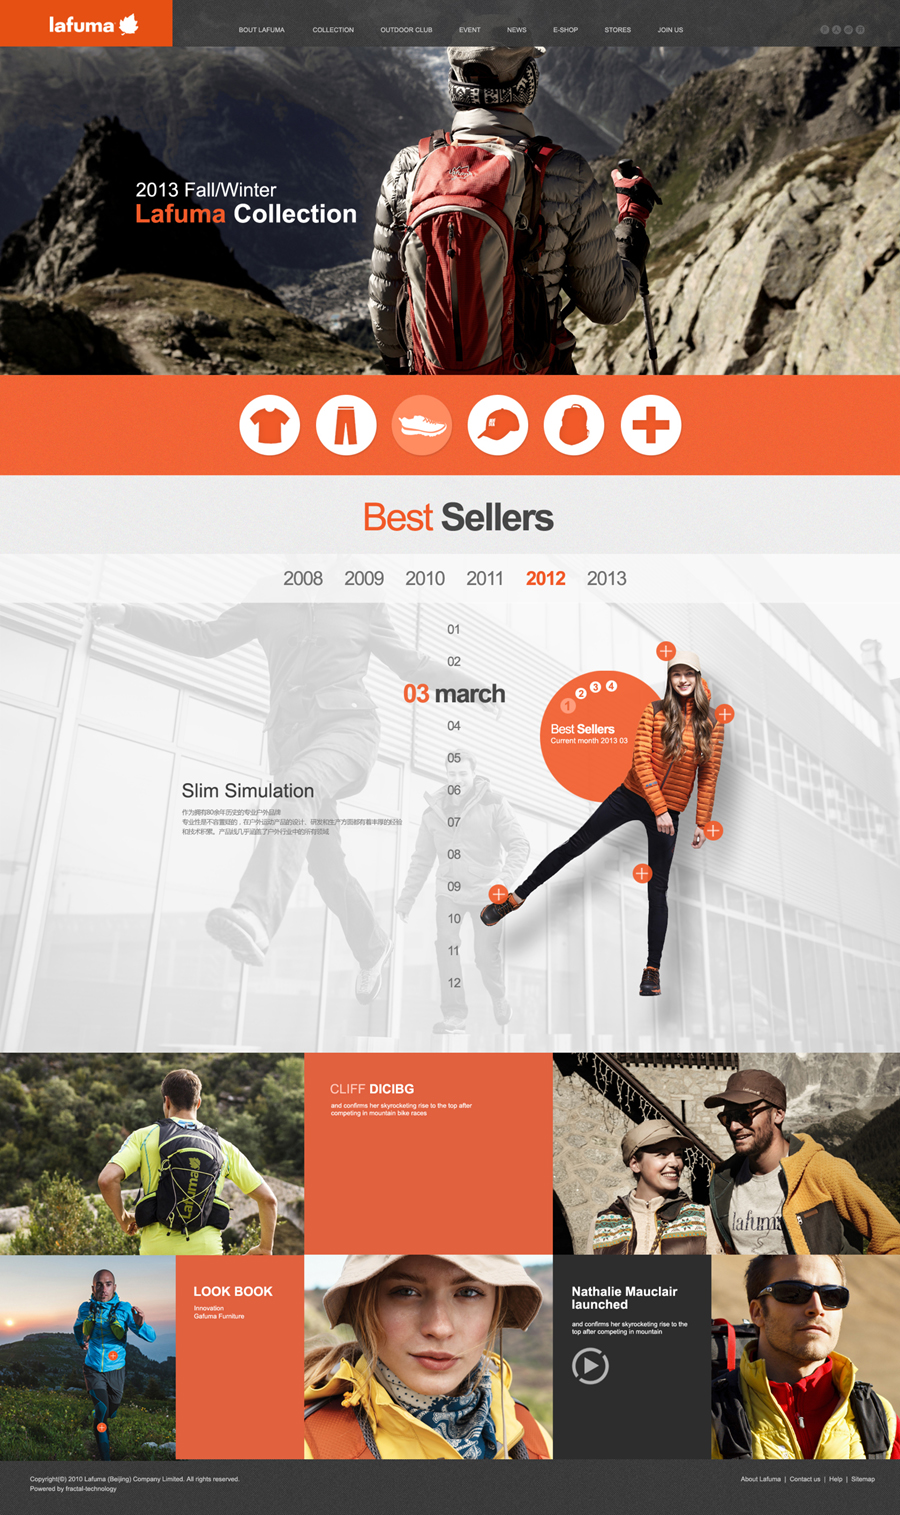 lafuma
BOUT LAFUMA COLLECTION OUTDOOR CLUB EVENT NEWS E-SHOP STORES JOIN US
2013 Fall/Winter
Lafuma Collection
Best Sellers
2008 2009 2010 2011 2012 2013
01
02
03 march
04
05
06
07
08
09
10
11
12
1 2 3 4
Best Sellers
Current month 2013 03
Slim Simulation
作为拥有80余年历史的专业户外品牌
专业性是不容置疑的，在户外运动产品的设计、研发和生产方面都有着丰厚的经验
和技术积累。产品线几乎涵盖了户外行业中的所有领域
CLIFF DICIBG
and confirms her skyrocketing rise to the top after
competing in mountain bike races
Lafuma
lafuma
LOOK BOOK
Innovation
Gafuma Furniture
Nathalie Mauclair
launched
and confirms her skyrocketing rise to the
top after competing in mountain
Copyright(©) 2010 Lafuma (Beijing) Company Limited. All rights reserved.
Powered by fractal-technology
About Lafuma | Contact us | Help | Sitemap